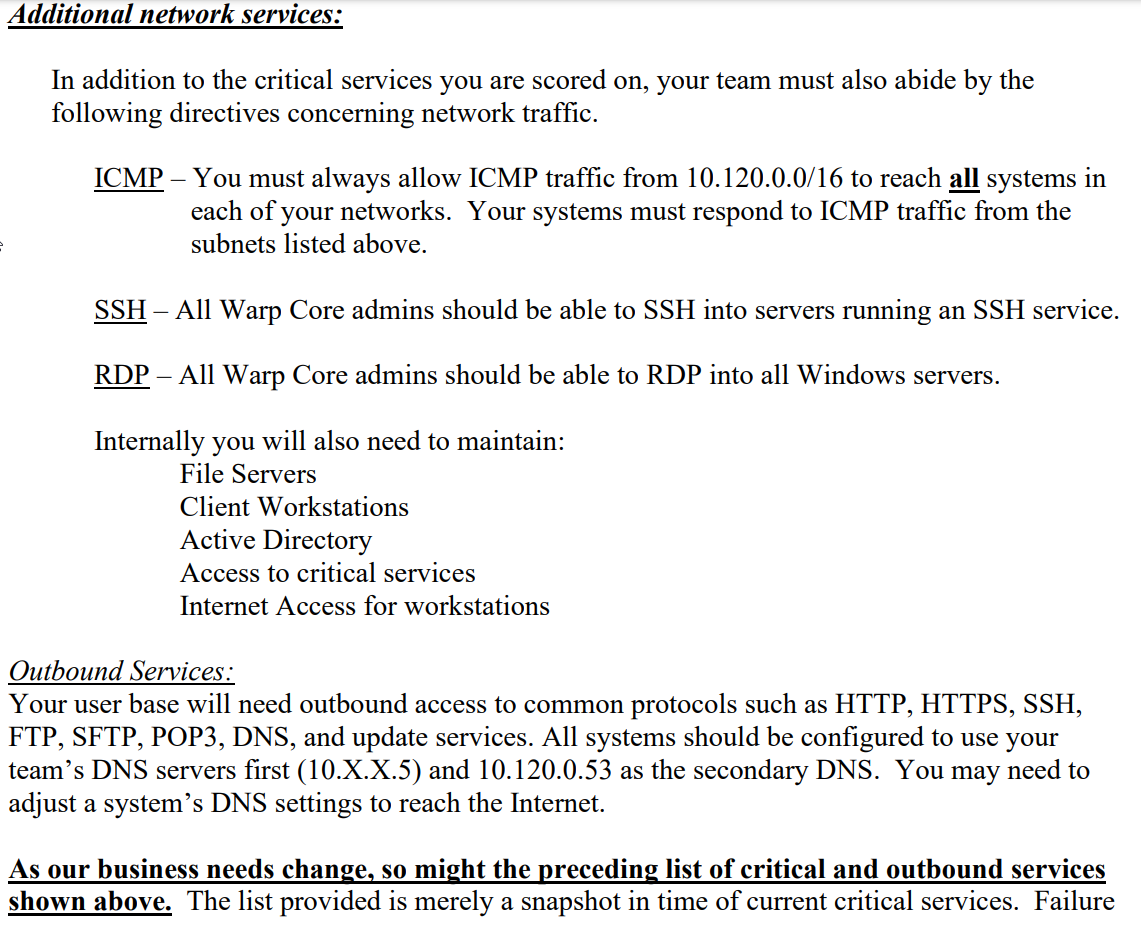 Additional network services:
In addition to the critical services you are scored on, your team must also abide by the
following directives concerning network traffic.
ICMP – You must always allow ICMP traffic from 10.120.0.0/16 to reach all systems in
each of your networks.  Your systems must respond to ICMP traffic from the
subnets listed above.
SSH – All Warp Core admins should be able to SSH into servers running an SSH service.
RDP – All Warp Core admins should be able to RDP into all Windows servers.
Internally you will also need to maintain:
File Servers
Client Workstations
Active Directory
Access to critical services
Internet Access for workstations
Outbound Services:
Your user base will need outbound access to common protocols such as HTTP, HTTPS, SSH,
FTP, SFTP, POP3, DNS, and update services. All systems should be configured to use your
team’s DNS servers first (10.X.X.5) and 10.120.0.53 as the secondary DNS.  You may need to
adjust a system’s DNS settings to reach the Internet.
As our business needs change, so might the preceding list of critical and outbound services
shown above.  The list provided is merely a snapshot in time of current critical services.  Failure